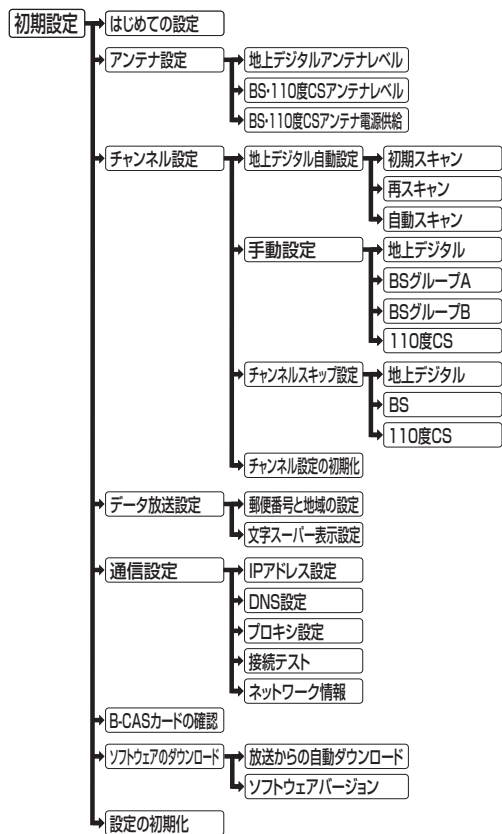 初期設定
はじめての設定
アンテナ設定
地上デジタルアンテナレベル
BS・110度CSアンテナレベル
BS・110度CSアンテナ電源供給
チャンネル設定
地上デジタル自動設定
初期スキャン
再スキャン
自動スキャン
手動設定
地上デジタル
BSグループA
BSグループB
110度CS
チャンネルスキップ設定
地上デジタル
BS
110度CS
チャンネル設定の初期化
データ放送設定
郵便番号と地域の設定
文字スーパー表示設定
通信設定
IPアドレス設定
DNS設定
プロキシ設定
接続テスト
ネットワーク情報
B-CASカードの確認
ソフトウェアのダウンロード
放送からの自動ダウンロード
ソフトウェアバージョン
設定の初期化